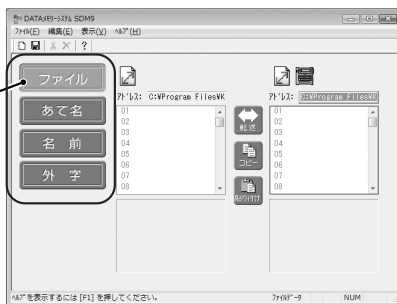 DATAﾒﾓﾘｰｼｽﾃﾑ SDM9
ﾌｧｲﾙ(F) 編集(E) 表示(V) ﾍﾙﾌﾟ(H)
ファイル
あて名
名 前
外 字
ｱﾄﾞﾚｽ: C:¥Program Files¥K
01
02
03
04
05
06
07
08
転送
コピー
貼り付け
ｱﾄﾞﾚｽ: C:¥Program Files¥K
01
02
03
04
05
06
07
08
ﾍﾙﾌﾟを表示するには [F1] を押してください。
ﾌｧｲﾙﾃﾞｰﾀ
NUM